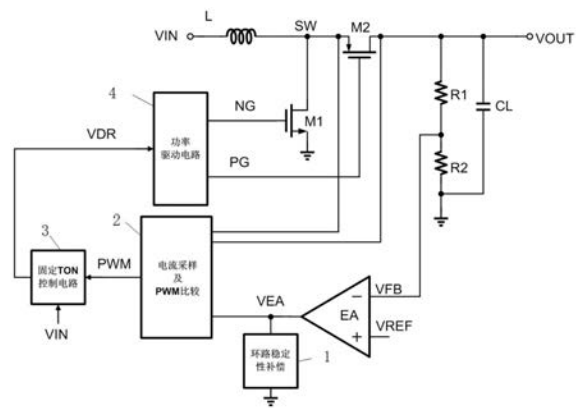 L
SW
M2
VIN
VOUT
4
NG
M1
R1
CL
VDR
功率
驱动电路
PG
R2
2
3
固定TON
控制电路
PWM
电流采样
及
PWM比较
VEA
VFB
EA
VREF
VIN
环路稳定
性补偿
1
−
+